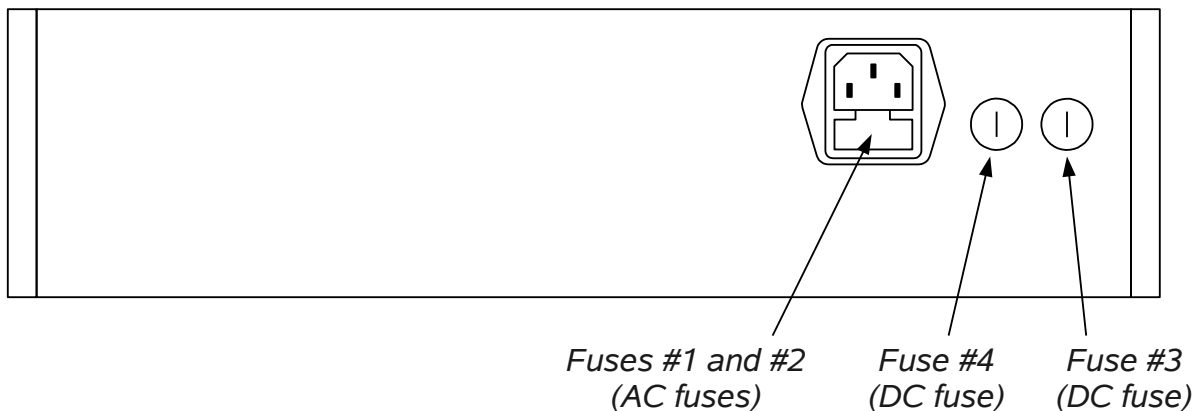 Fuses #1 and #2
(AC fuses)
Fuse #4
(DC fuse)
Fuse #3
(DC fuse)